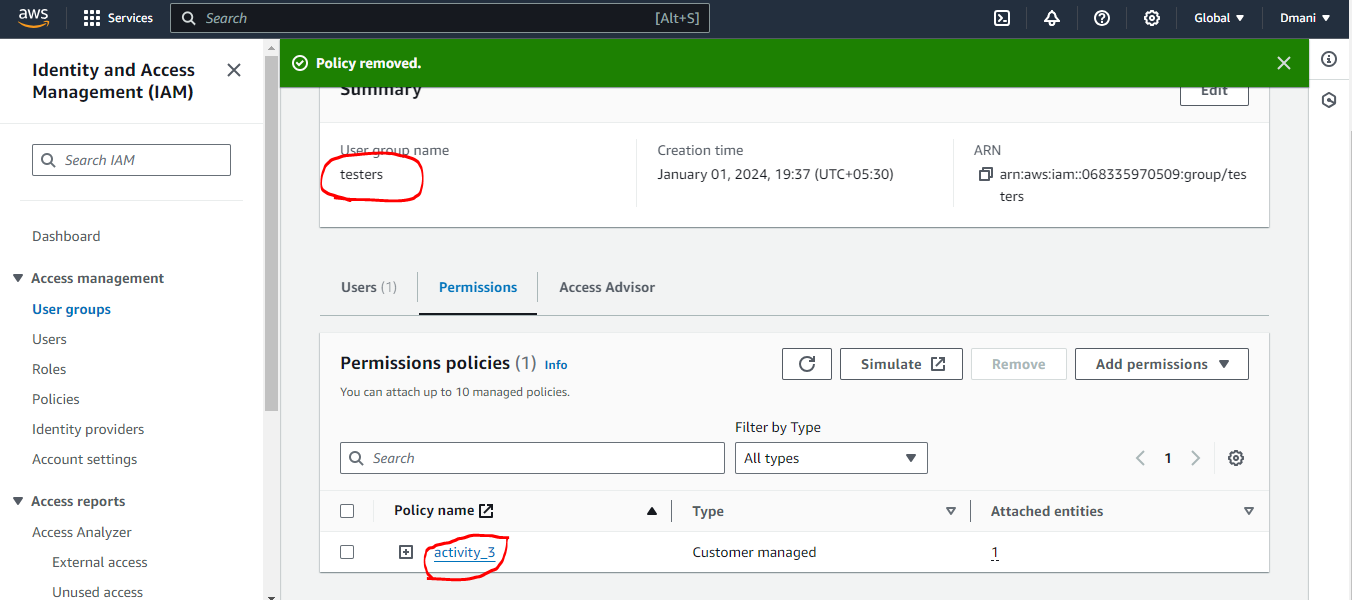 aws
Services
Search
[Alt+S]
Global
Dmani
Identity and Access
Management (IAM)
Search IAM
Dashboard
Access management
User groups
Users
Roles
Policies
Identity providers
Account settings
Access reports
Access Analyzer
External access
Unused access
Policy removed.
Summary
Edit
User group name
testers
Creation time
January 01, 2024, 19:37 (UTC+05:30)
ARN
arn:aws:iam::068335970509:group/tes
ters
Users (1)
Permissions
Access Advisor
Permissions policies (1) Info
You can attach up to 10 managed policies.
Simulate
Remove
Add permissions
Filter by Type
Search
All types
1
Policy name
Type
Attached entities
activity_3
Customer managed
1